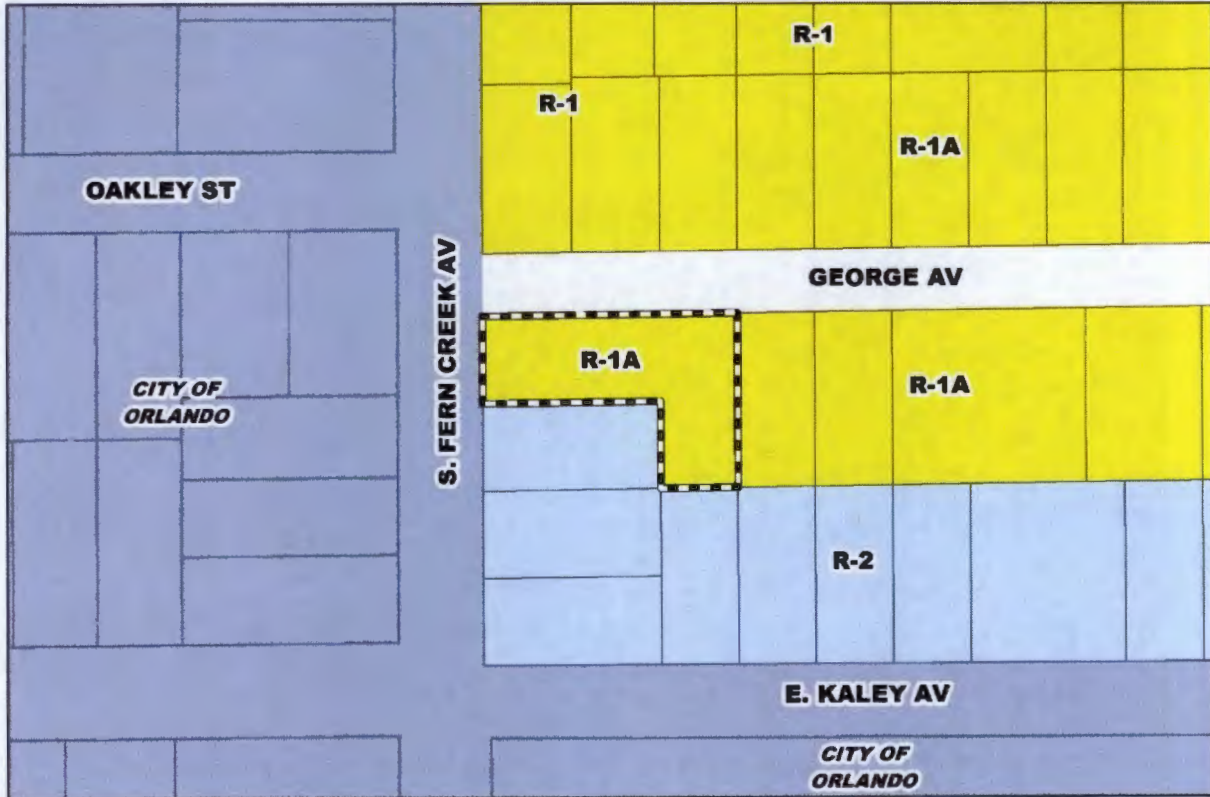 R-1
R-1
R-1A
OAKLEY ST
GEORGE AV
S. FERN CREEK AV
R-1A
R-1A
CITY OF
ORLANDO
R-2
E. KALEY AV
CITY OF
ORLANDO